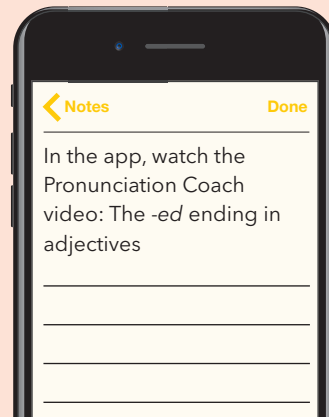 Notes Done
In the app, watch the
Pronunciation Coach
video: The -ed ending in
adjectives